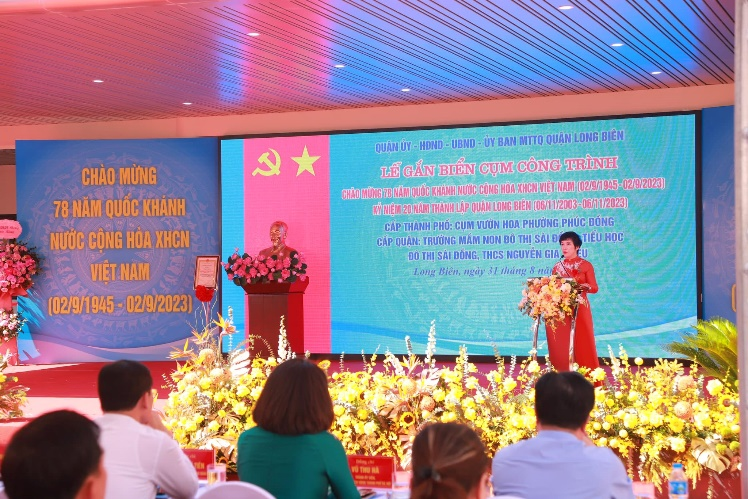 CHÀO MỪNG
78 NĂM QUỐC KHÁNH
NƯỚC CỘNG HÒA XHCN
VIỆT NAM
(02/9/1945 - 02/9/2023)
QUẬN ỦY - HĐND - UBND - ỦY BAN MTTQ QUẬN LONG BIÊN
LỄ GẮN BIỂN CỤM CÔNG TRÌNH
CHÀO MỪNG 78 NĂM QUỐC KHÁNH NƯỚC CỘNG HÒA XHCN VIỆT NAM (02/9/1945-02/9/2023)
KỶ NIỆM 20 NĂM THÀNH LẬP QUẬN LONG BIÊN (06/11/2003-06/11/2023)
CẤP THÀNH PHỐ: CỤM VƯỜN HOA PHƯỜNG PHÚC ĐỒNG
CẤP QUẬN: TRƯỜNG MẦM NON ĐÔ THỊ SÀI TIỂU HỌC
ĐÔ THỊ SÀI ĐỒNG, THCS NGUYỄN GIA
Long Biên, ngày 31 tháng 8
VŨ THU HÀ